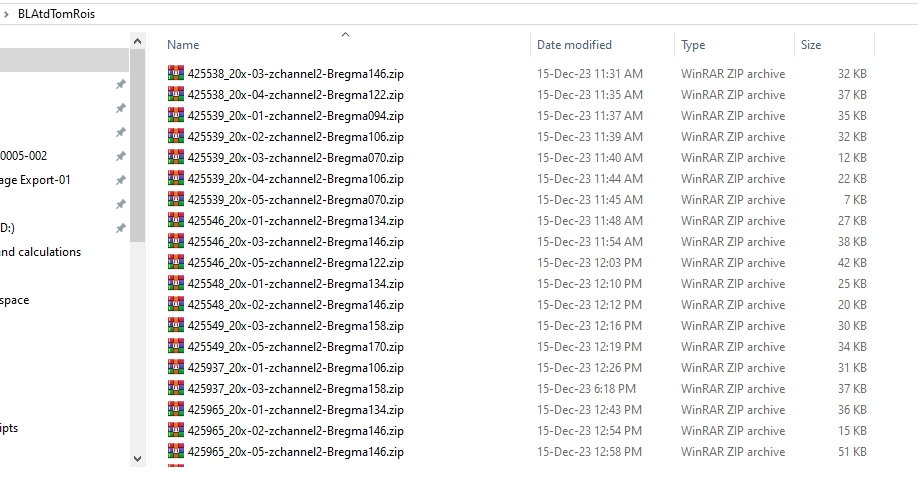 BLAtdTomRois
Name Date modified Type Size
425538_20x-03-zchannel2-Bregma146.zip 15-Dec-23 11:31 AM WinRAR ZIP archive 32 KB
425538_20x-04-zchannel2-Bregma122.zip 15-Dec-23 11:35 AM WinRAR ZIP archive 37 KB
425539_20x-01-zchannel2-Bregma094.zip 15-Dec-23 11:37 AM WinRAR ZIP archive 35 KB
425539_20x-02-zchannel2-Bregma106.zip 15-Dec-23 11:39 AM WinRAR ZIP archive 32 KB
0005-002 425539_20x-03-zchannel2-Bregma070.zip 15-Dec-23 11:40 AM WinRAR ZIP archive 12 KB
age Export-01 425539_20x-04-zchannel2-Bregma106.zip 15-Dec-23 11:44 AM WinRAR ZIP archive 22 KB
425539_20x-05-zchannel2-Bregma070.zip 15-Dec-23 11:45 AM WinRAR ZIP archive 7 KB
D:) 425546_20x-01-zchannel2-Bregma134.zip 15-Dec-23 11:48 AM WinRAR ZIP archive 27 KB
nd calculations 425546_20x-03-zchannel2-Bregma146.zip 15-Dec-23 11:54 AM WinRAR ZIP archive 38 KB
425546_20x-05-zchannel2-Bregma122.zip 15-Dec-23 12:03 PM WinRAR ZIP archive 42 KB
425548_20x-01-zchannel2-Bregma134.zip 15-Dec-23 12:10 PM WinRAR ZIP archive 25 KB
space 425548_20x-02-zchannel2-Bregma146.zip 15-Dec-23 12:12 PM WinRAR ZIP archive 20 KB
425549_20x-03-zchannel2-Bregma158.zip 15-Dec-23 12:16 PM WinRAR ZIP archive 30 KB
425549_20x-05-zchannel2-Bregma170.zip 15-Dec-23 12:19 PM WinRAR ZIP archive 34 KB
425937_20x-01-zchannel2-Bregma106.zip 15-Dec-23 12:26 PM WinRAR ZIP archive 31 KB
425937_20x-03-zchannel2-Bregma158.zip 15-Dec-23 6:18 PM WinRAR ZIP archive 37 KB
425965_20x-01-zchannel2-Bregma134.zip 15-Dec-23 12:43 PM WinRAR ZIP archive 36 KB
ipts 425965_20x-02-zchannel2-Bregma146.zip 15-Dec-23 12:54 PM WinRAR ZIP archive 15 KB
425965_20x-05-zchannel2-Bregma146.zip 15-Dec-23 12:58 PM WinRAR ZIP archive 51 KB